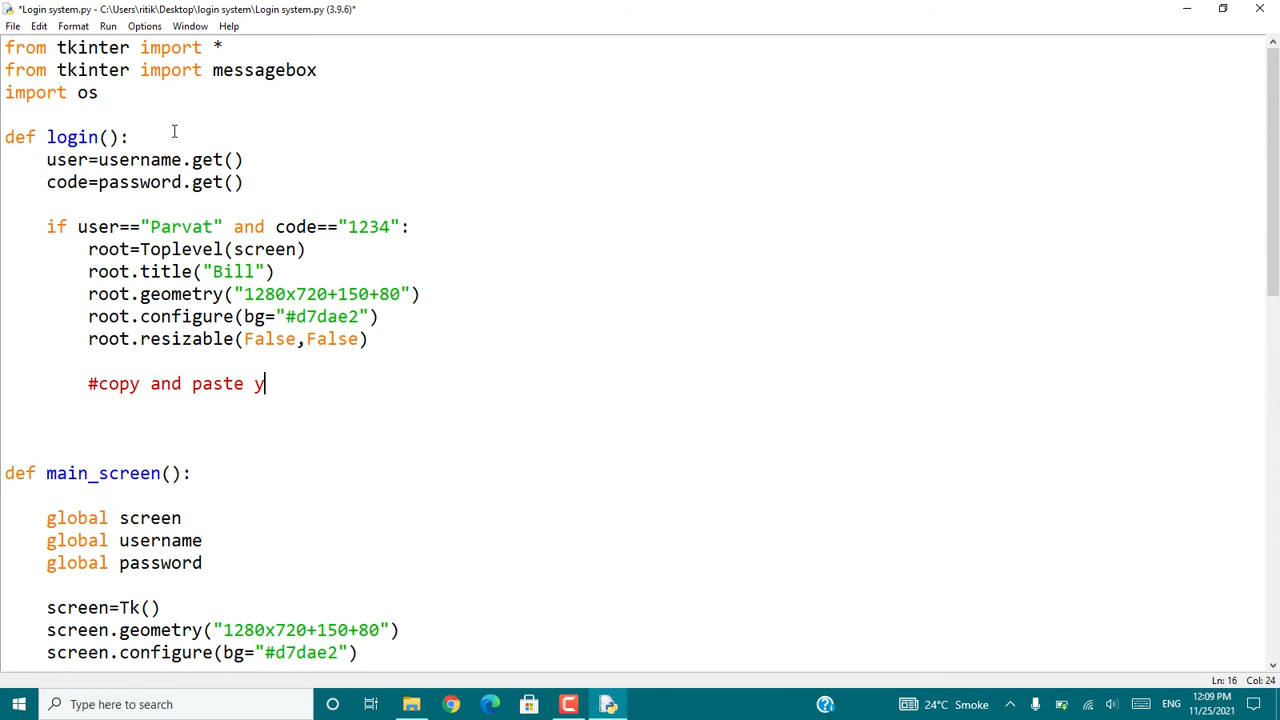 *Login system.py - C:\Users\ritik\Desktop\login system\Login system.py (3.9.6)*
File Edit Format Run Options Window Help
from tkinter import *
from tkinter import messagebox
import os
def login():
    user=username.get()
    code=password.get()
    if user=="Parvat" and code=="1234":
        root=Toplevel(screen)
        root.title("Bill")
        root.geometry("1280x720+150+80")
        root.configure(bg="#d7dae2")
        root.resizable(False,False)
        #copy and paste y
def main_screen():
    global screen
    global username
    global password
    screen=Tk()
    screen.geometry("1280x720+150+80")
    screen.configure(bg="#d7dae2")
Ln: 16 Col: 24
Type here to search
24°C Smoke
ENG
12:09 PM
11/25/2021